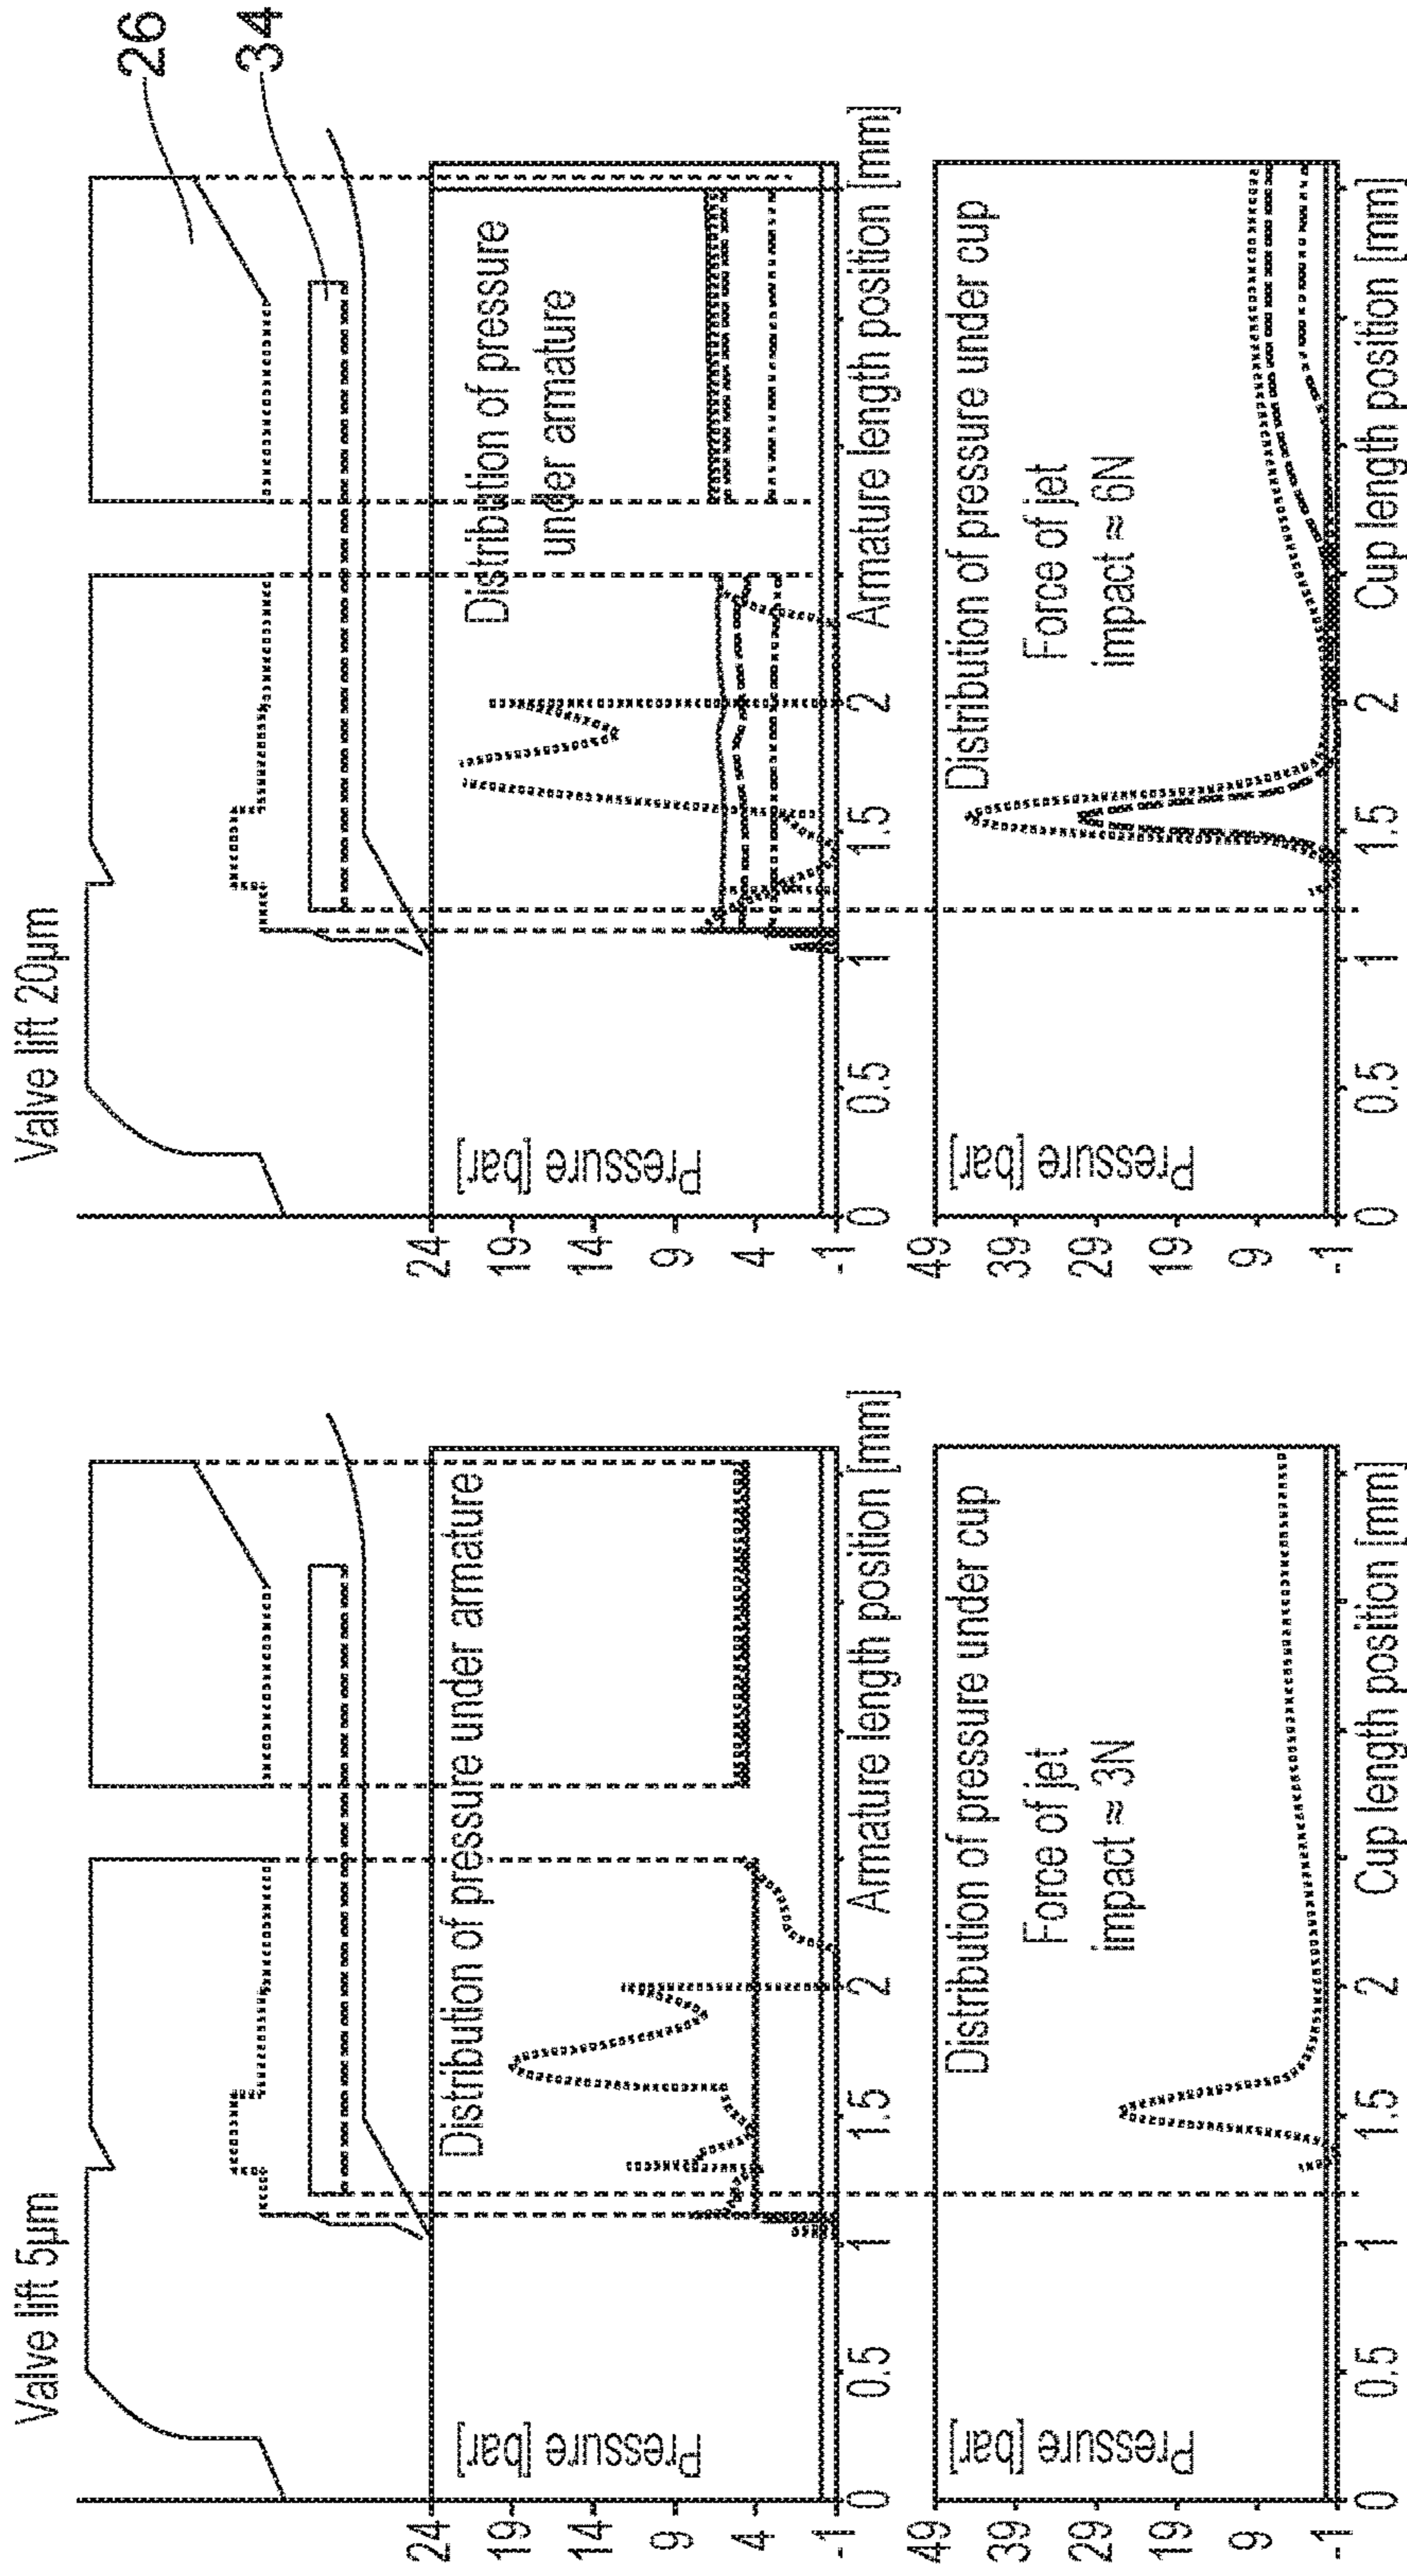 Valve lift 5µm
24
19
14
9
4
-1
Pressure [bar]
Distribution of pressure under armature
0
0.5
1
1.5
2
Armature length position [mm]
49
39
29
19
9
-1
Pressure [bar]
Distribution of pressure under cup
Force of jet
impact ≈ 3N
0
0.5
1
1.5
2
Cup length position [mm]
Valve lift 20µm
26
34
24
19
14
9
4
-1
Pressure [bar]
Distribution of pressure
under armature
0
0.5
1
1.5
2
Armature length position [mm]
49
39
29
19
9
-1
Pressure [bar]
Distribution of pressure under cup
Force of jet
impact ≈ 6N
0
0.5
1
1.5
2
Cup length position [mm]